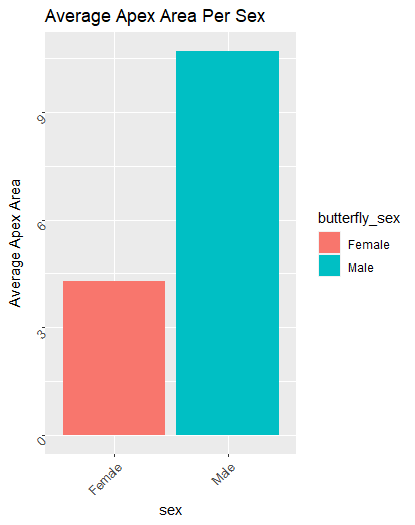 Average Apex Area Per Sex
Average Apex Area
9
6
3
0
Female
Male
sex
butterfly_sex
Female
Male